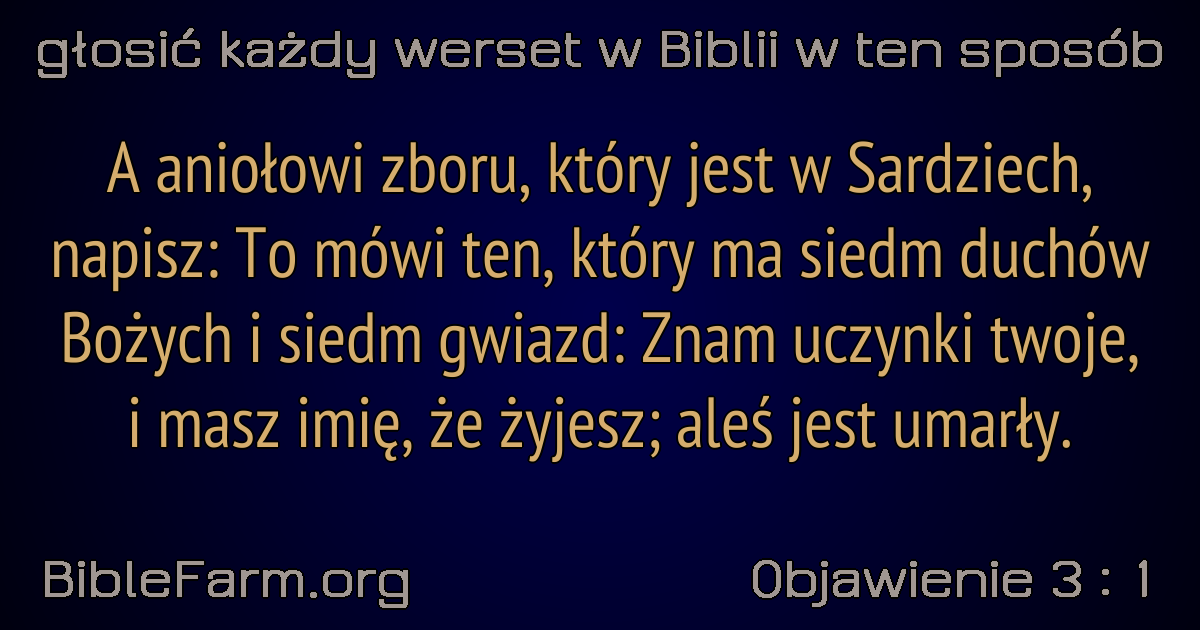 głosić każdy werset w Biblii w ten sposób
A aniołowi zboru, który jest w Sardziech,
napisz: To mówi ten, który ma siedm duchów
Bożych i siedm gwiazd: Znam uczynki twoje,
i masz imię, że żyjesz; aleś jest umarły.
BibleFarm.org
Objawienie 3 : 1